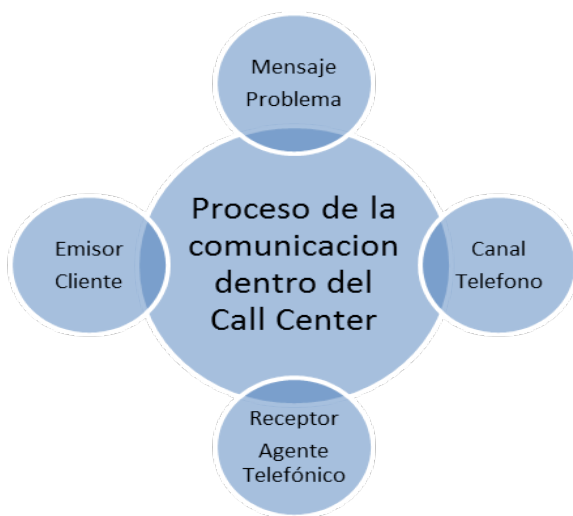 Mensaje
Problema
Proceso de la
comunicacion
dentro del
Call Center
Emisor
Cliente
Canal
Telefono
Receptor
Agente
Telefónico